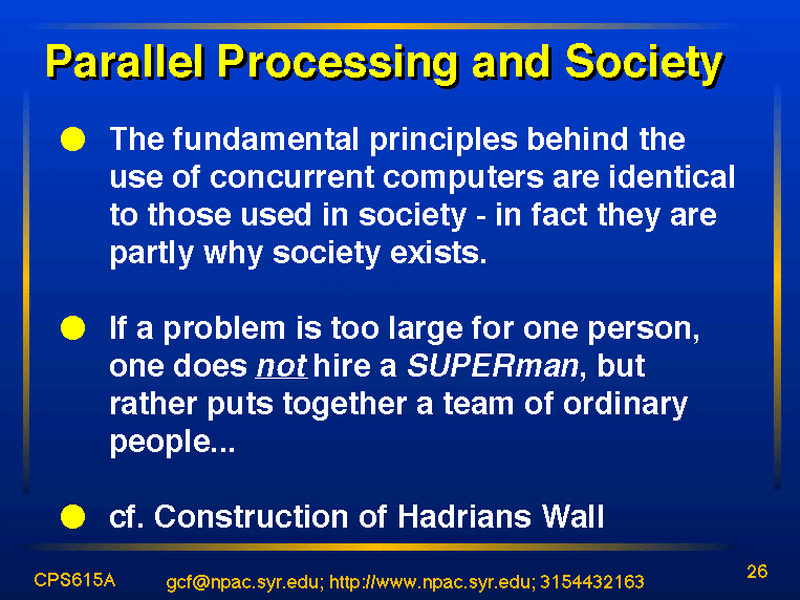 Parallel Processing and Society
The fundamental principles behind the
use of concurrent computers are identical
to those used in society - in fact they are
partly why society exists.
If a problem is too large for one person,
one does not hire a SUPERman, but
rather puts together a team of ordinary
people...
cf. Construction of Hadrians Wall
CPS615A
gcf@npac.syr.edu; http://www.npac.syr.edu; 3154432163
26